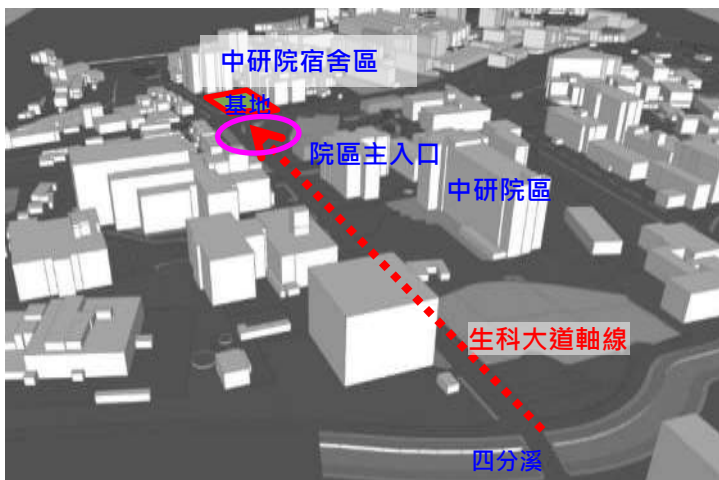 中研院宿舍區
基地
院區主入口
中研院區
生科大道軸線
四分溪